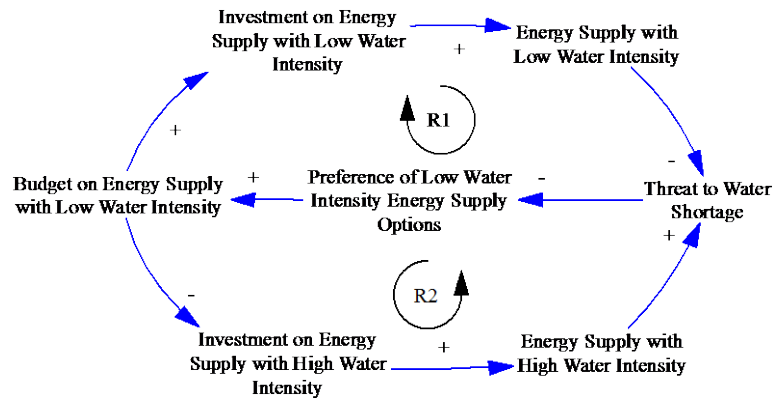 Investment on Energy
Supply with Low Water
Intensity
+
Energy Supply with
Low Water Intensity
+
R1
-
Budget on Energy Supply
with Low Water Intensity
+
Preference of Low Water
Intensity Energy Supply
Options
-
Threat to Water
Shortage
+
-
R2
Investment on Energy
Supply with High Water
Intensity
+
Energy Supply with
High Water Intensity